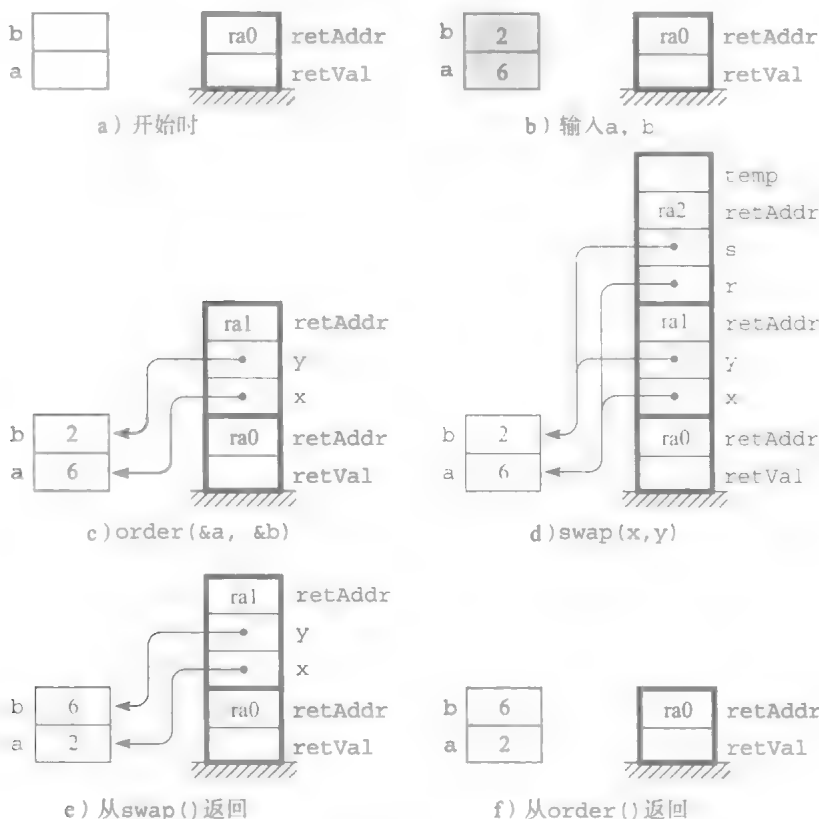 b
ra0 retAddr
a
retVal
a) 开始时
b 2
ra0 retAddr
a 6
retVal
b) 输入a, b
ra1 retAddr
y
x
b 2
ra0 retAddr
a 6
retVal
c)order(&a, &b)
temp
ra2 retAddr
s
r
ra1 retAddr
y
x
b 2
ra0 retAddr
a 6
retVal
d)swap(x,y)
ra1 retAddr
y
x
b 6
ra0 retAddr
a 2
retVal
e) 从swap()返回
b 6
ra0 retAddr
a 2
retVal
f) 从order()返回